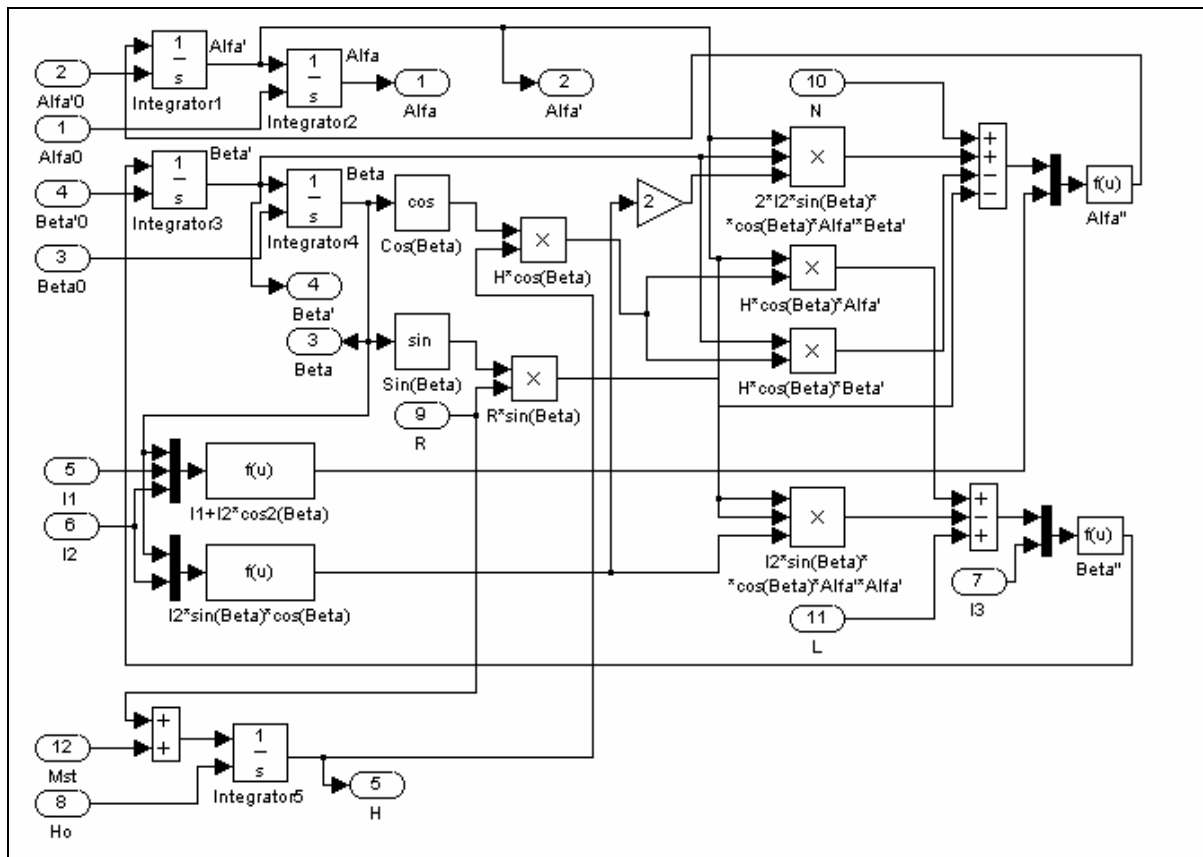 1
s
Alfa'
Integrator1
2
Alfa'0
1
Alfa0
1
s
Alfa
Integrator2
1
Alfa
2
Alfa'
10
N
1
s
Beta'
Integrator3
4
Beta'0
3
Beta0
1
s
Beta
Integrator4
4
Beta'
3
Beta
cos
Cos(Beta)
×
H*cos(Beta)
sin
Sin(Beta)
×
R*sin(Beta)
9
R
2
×
2*I2*sin(Beta)*
*cos(Beta)*Alfa'*Beta'
+
+
−
−
f(u)
Alfa''
×
H*cos(Beta)*Alfa'
×
H*cos(Beta)*Beta'
5
I1
6
I2
f(u)
I1+I2*cos2(Beta)
f(u)
I2*sin(Beta)*cos(Beta)
×
I2*sin(Beta)*
*cos(Beta)*Alfa'*Alfa'
+
−
+
f(u)
Beta''
7
I3
11
L
+
+
12
Mst
8
Ho
1
s
Integrator5
5
H